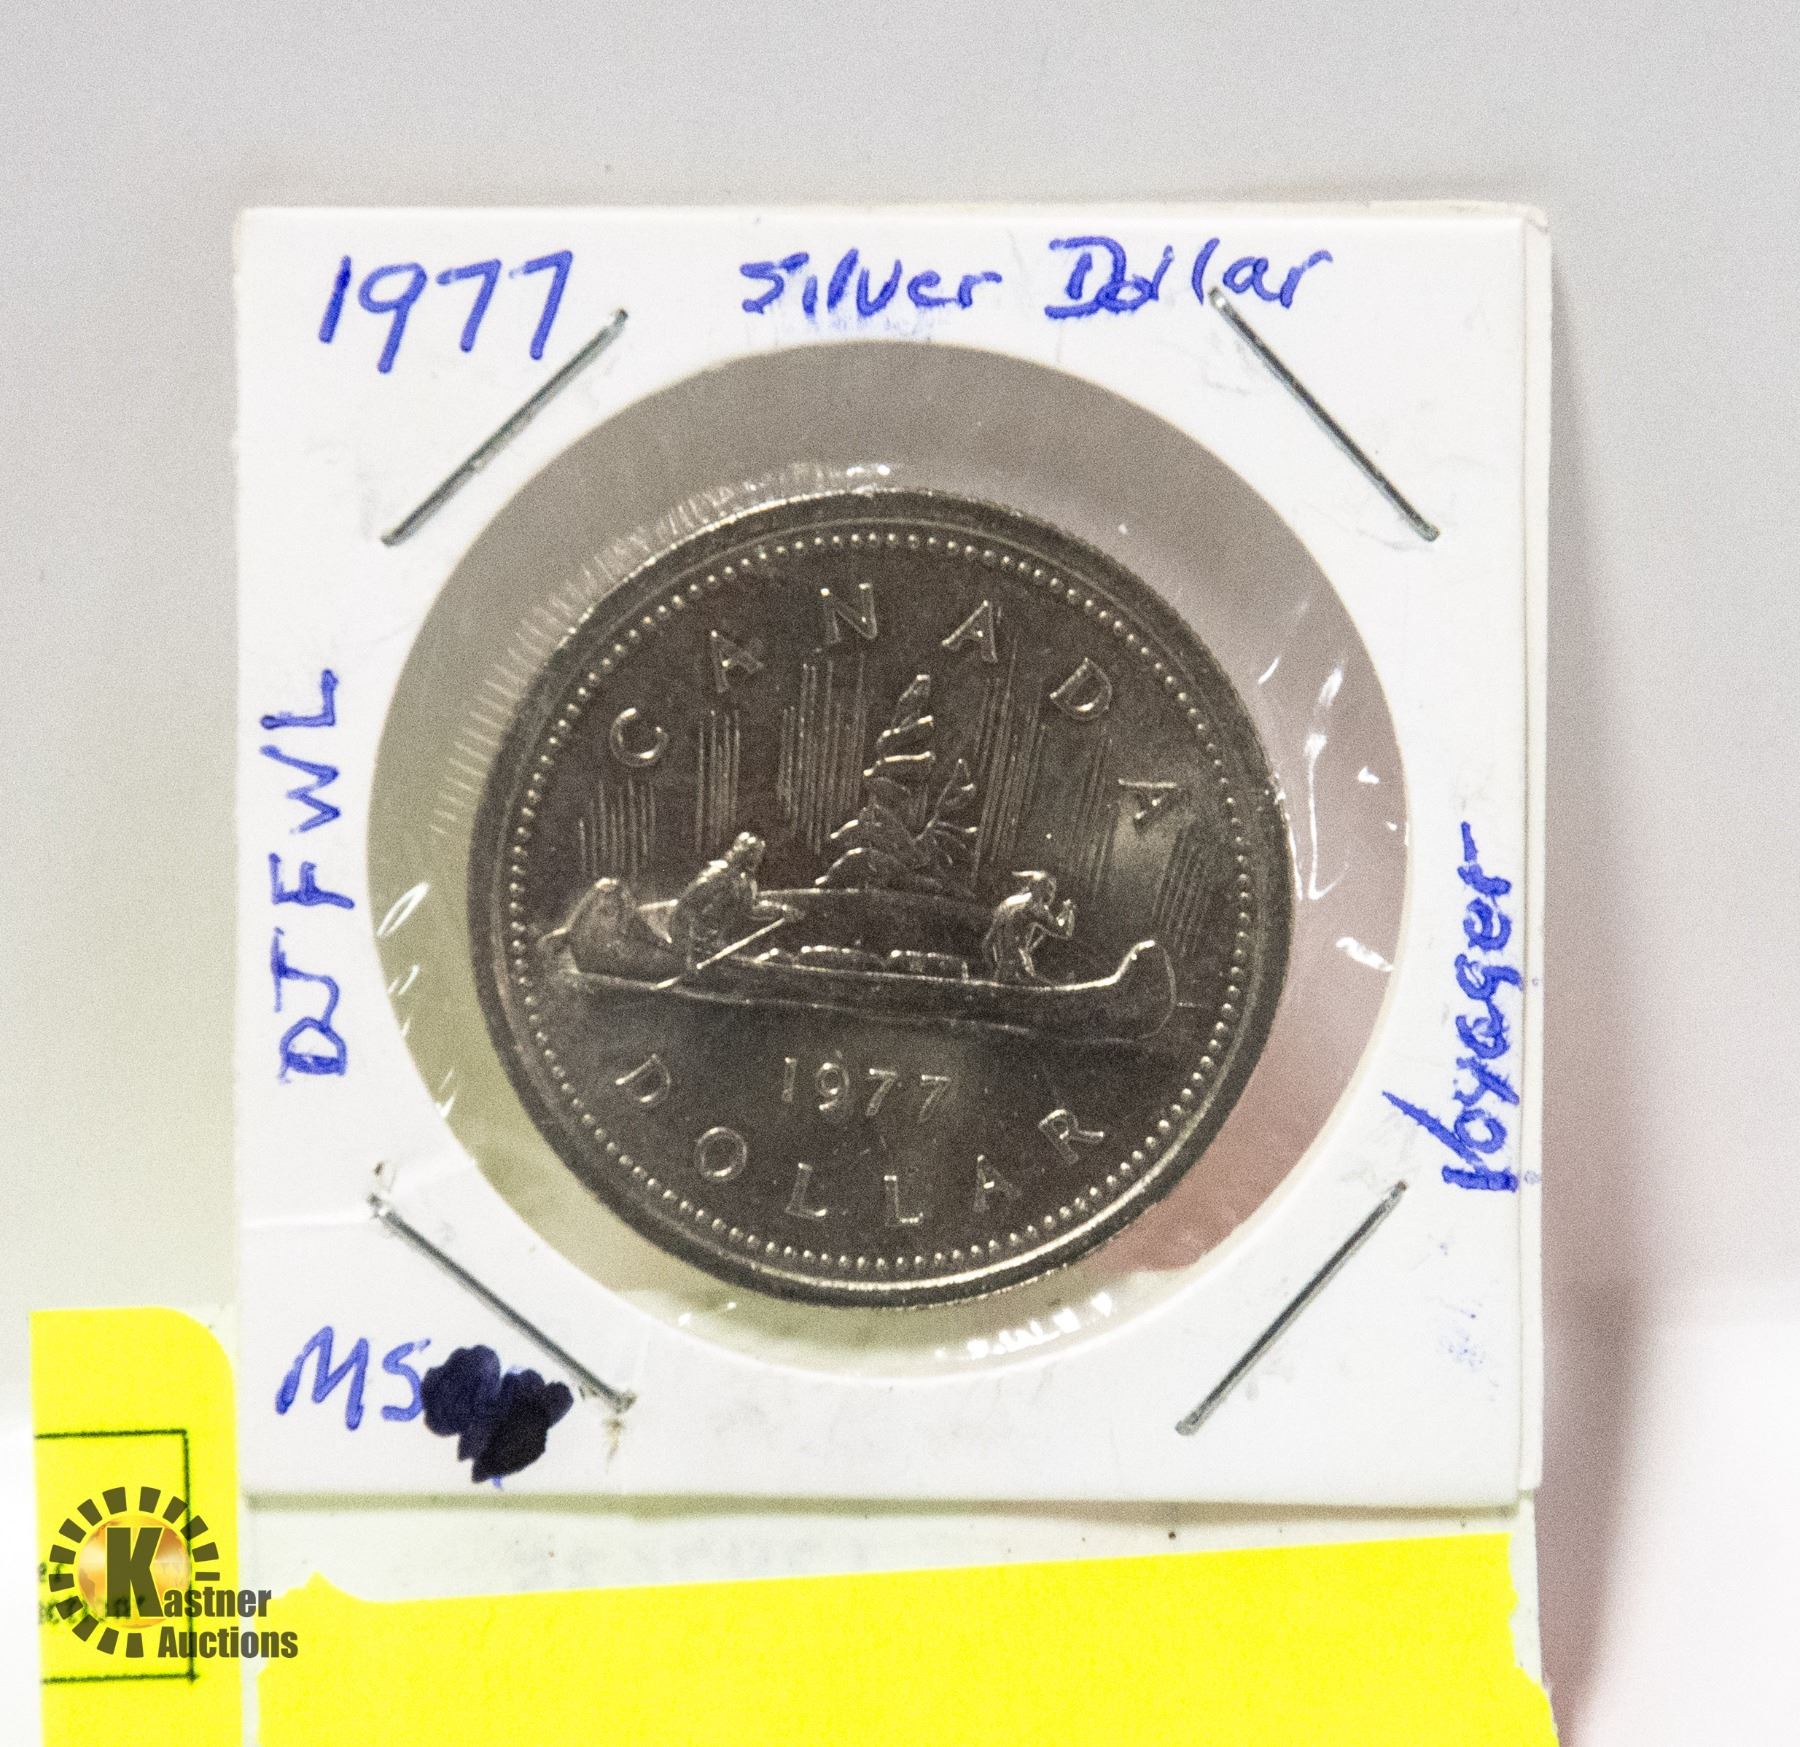 1977 Silver Dollar
DJFWL
CANADA
1977
DOLLAR
Voyager
MS
Kastner
Auctions